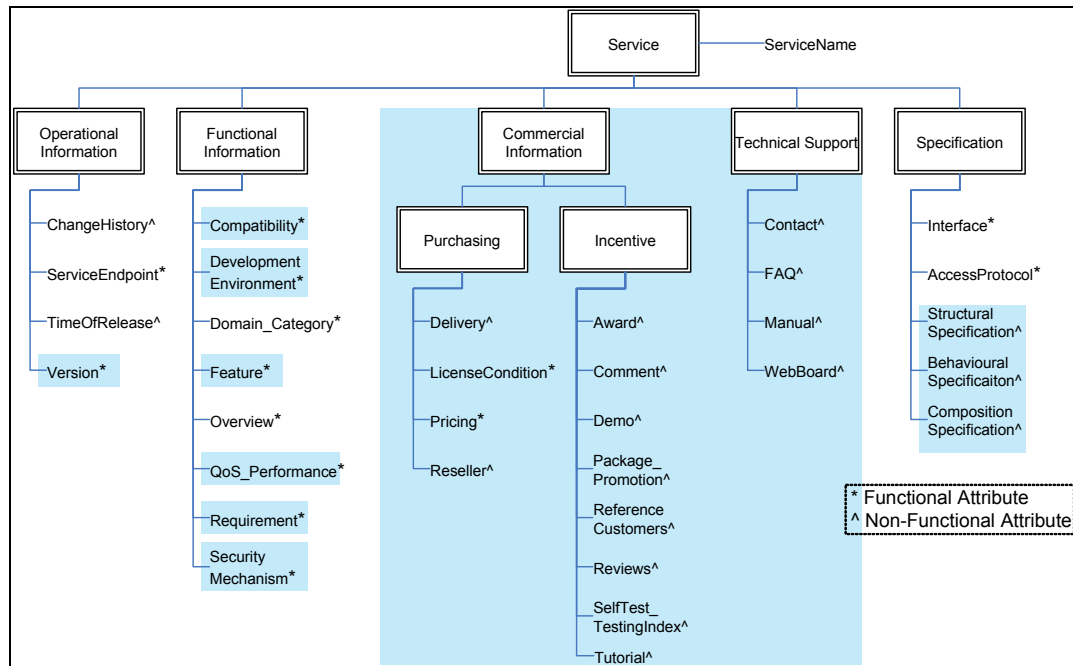 Service
ServiceName
Operational
Information
Functional
Information
Commercial
Information
Technical Support
Specification
ChangeHistory^
ServiceEndpoint*
TimeOfRelease^
Version*
Compatibility*
Development
Environment*
Domain_Category*
Feature*
Overview*
QoS_Performance*
Requirement*
Security
Mechanism*
Purchasing
Delivery^
LicenseCondition*
Pricing*
Reseller^
Incentive
Award^
Comment^
Demo^
Package_
Promotion^
Reference
Customers^
Reviews^
SelfTest_
TestingIndex^
Tutorial^
Contact^
FAQ^
Manual^
WebBoard^
Interface*
AccessProtocol*
Structural
Specification^
Behavioural
Specificaiton^
Composition
Specification^
* Functional Attribute
^ Non-Functional Attribute